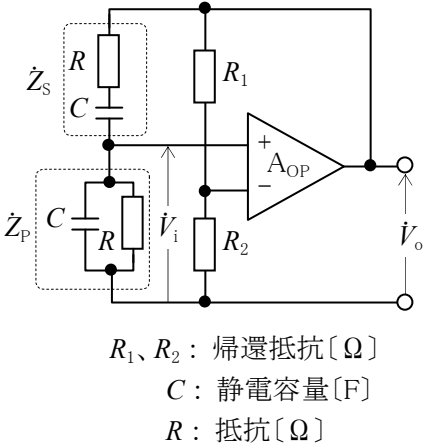 R
Ż_S
C
R_1
+
A_OP
−
Ż_P
C
R
V̇_i
R_2
V̇_o
R_1、R_2 : 帰還抵抗〔Ω〕
C : 静電容量〔F〕
R : 抵抗〔Ω〕